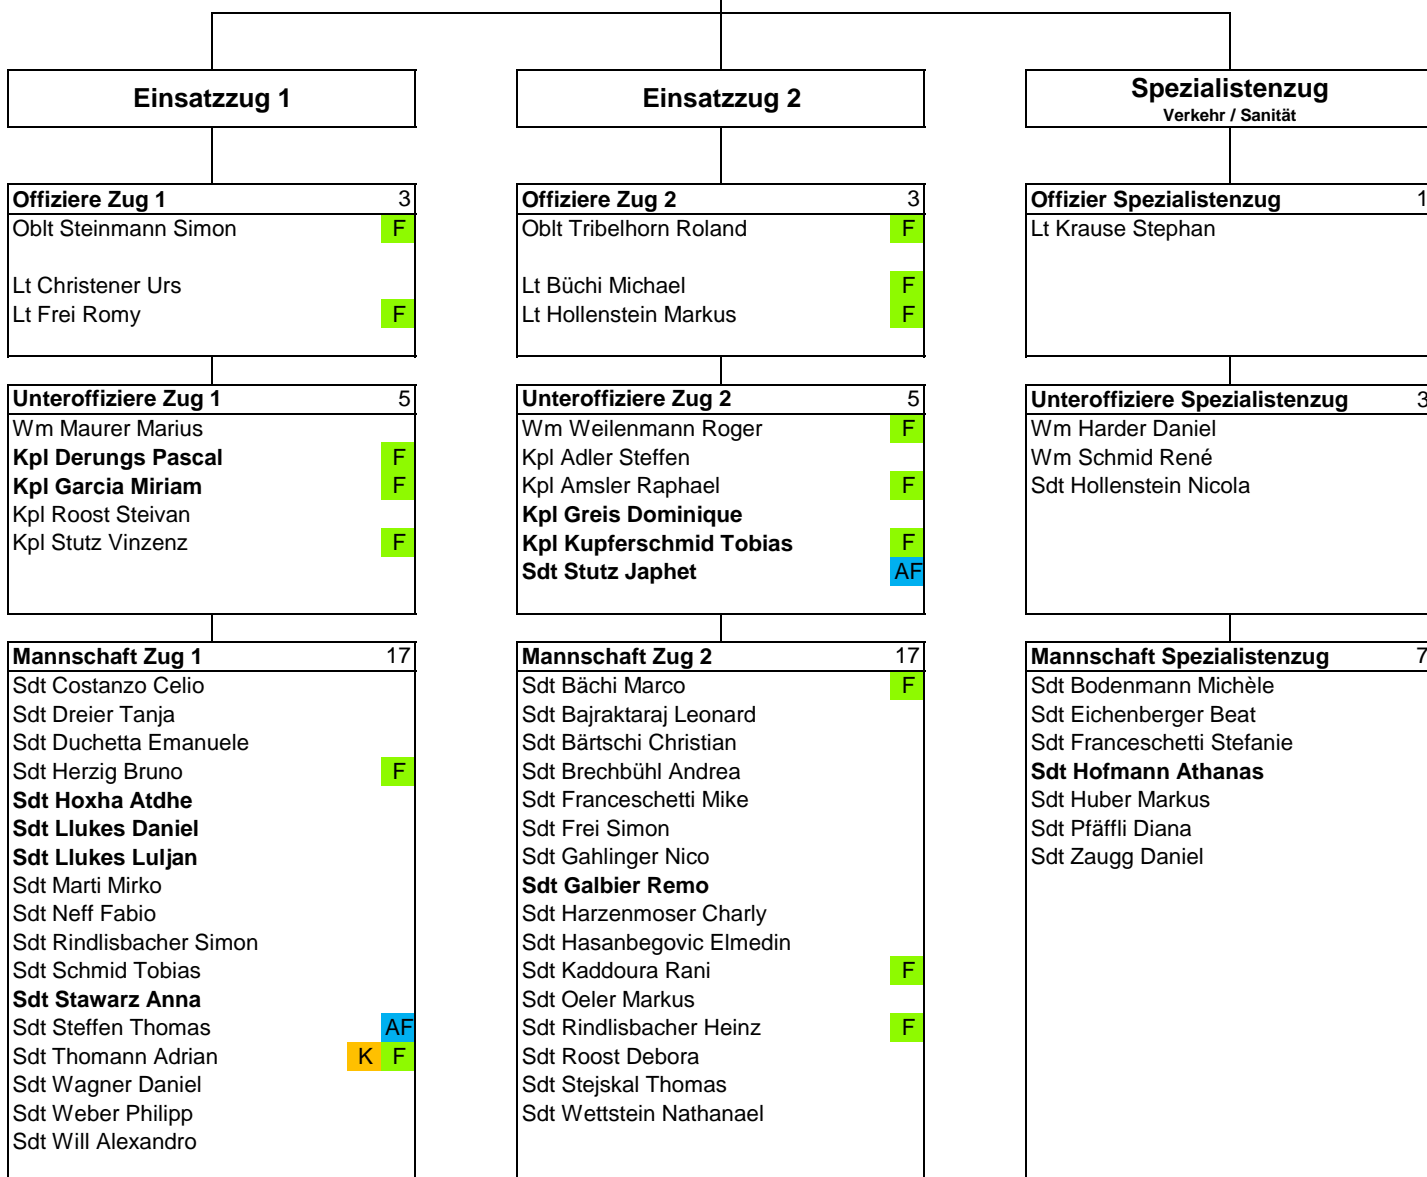 Einsatzzug 1
Offiziere Zug 1 3
Oblt Steinmann Simon F
Lt Christener Urs
Lt Frei Romy F
Unteroffiziere Zug 1 5
Wm Maurer Marius
Kpl Derungs Pascal F
Kpl Garcia Miriam F
Kpl Roost Steivan
Kpl Stutz Vinzenz F
Mannschaft Zug 1 17
Sdt Costanzo Celio
Sdt Dreier Tanja
Sdt Duchetta Emanuele
Sdt Herzig Bruno F
Sdt Hoxha Atdhe
Sdt Llukes Daniel
Sdt Llukes Luljan
Sdt Marti Mirko
Sdt Neff Fabio
Sdt Rindlisbacher Simon
Sdt Schmid Tobias
Sdt Stawarz Anna
Sdt Steffen Thomas AF
Sdt Thomann Adrian K F
Sdt Wagner Daniel
Sdt Weber Philipp
Sdt Will Alexandro
Einsatzzug 2
Offiziere Zug 2 3
Oblt Tribelhorn Roland F
Lt Büchi Michael F
Lt Hollenstein Markus F
Unteroffiziere Zug 2 5
Wm Weilenmann Roger F
Kpl Adler Steffen
Kpl Amsler Raphael F
Kpl Greis Dominique
Kpl Kupferschmid Tobias F
Sdt Stutz Japhet AF
Mannschaft Zug 2 17
Sdt Bächi Marco F
Sdt Bajraktaraj Leonard
Sdt Bärtschi Christian
Sdt Brechbühl Andrea
Sdt Franceschetti Mike
Sdt Frei Simon
Sdt Gahlinger Nico
Sdt Galbier Remo
Sdt Harzenmoser Charly
Sdt Hasanbegovic Elmedin
Sdt Kaddoura Rani F
Sdt Oeler Markus
Sdt Rindlisbacher Heinz F
Sdt Roost Debora
Sdt Stejskal Thomas
Sdt Wettstein Nathanael
Spezialistenzug
Verkehr / Sanität
Offizier Spezialistenzug 1
Lt Krause Stephan
Unteroffiziere Spezialistenzug 3
Wm Harder Daniel
Wm Schmid René
Sdt Hollenstein Nicola
Mannschaft Spezialistenzug 7
Sdt Bodenmann Michèle
Sdt Eichenberger Beat
Sdt Franceschetti Stefanie
Sdt Hofmann Athanas
Sdt Huber Markus
Sdt Pfäffli Diana
Sdt Zaugg Daniel